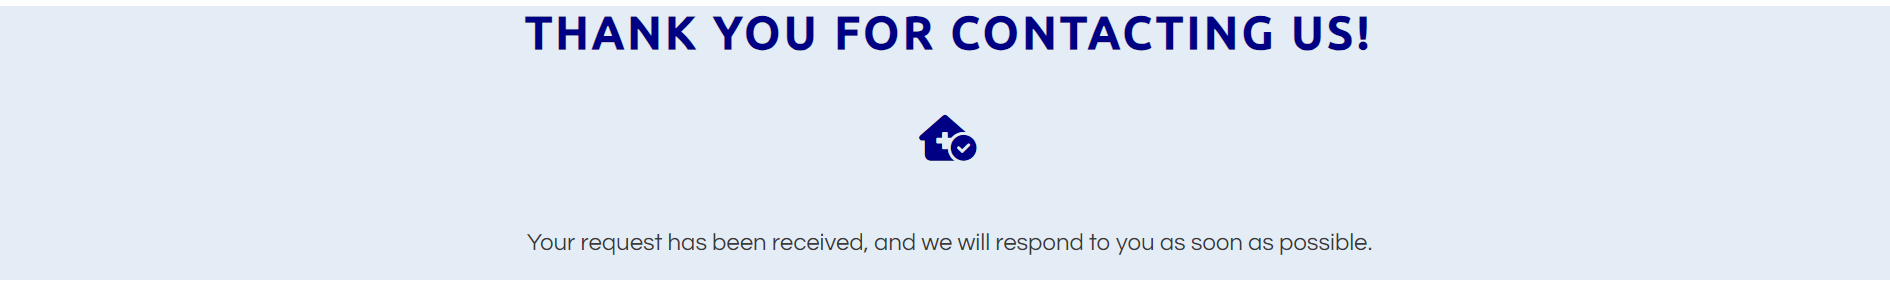 THANK YOU FOR CONTACTING US!
Your request has been received, and we will respond to you as soon as possible.